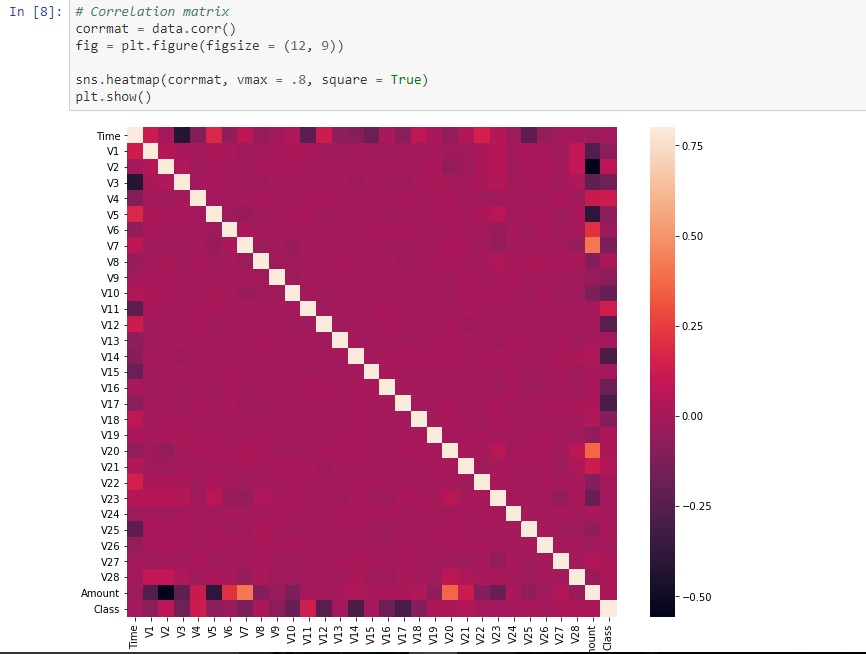 In [8]: # Correlation matrix
corrmat = data.corr()
fig = plt.figure(figsize = (12, 9))
sns.heatmap(corrmat, vmax = .8, square = True)
plt.show()
Time
V1
V2
V3
V4
V5
V6
V7
V8
V9
V10
V11
V12
V13
V14
V15
V16
V17
V18
V19
V20
V21
V22
V23
V24
V25
V26
V27
V28
Amount
Class
Time V1 V2 V3 V4 V5 V6 V7 V8 V9 V10 V11 V12 V13 V14 V15 V16 V17 V18 V19 V20 V21 V22 V23 V24 V25 V26 V27 V28 ount Class
0.75
0.50
0.25
0.00
−0.25
−0.50